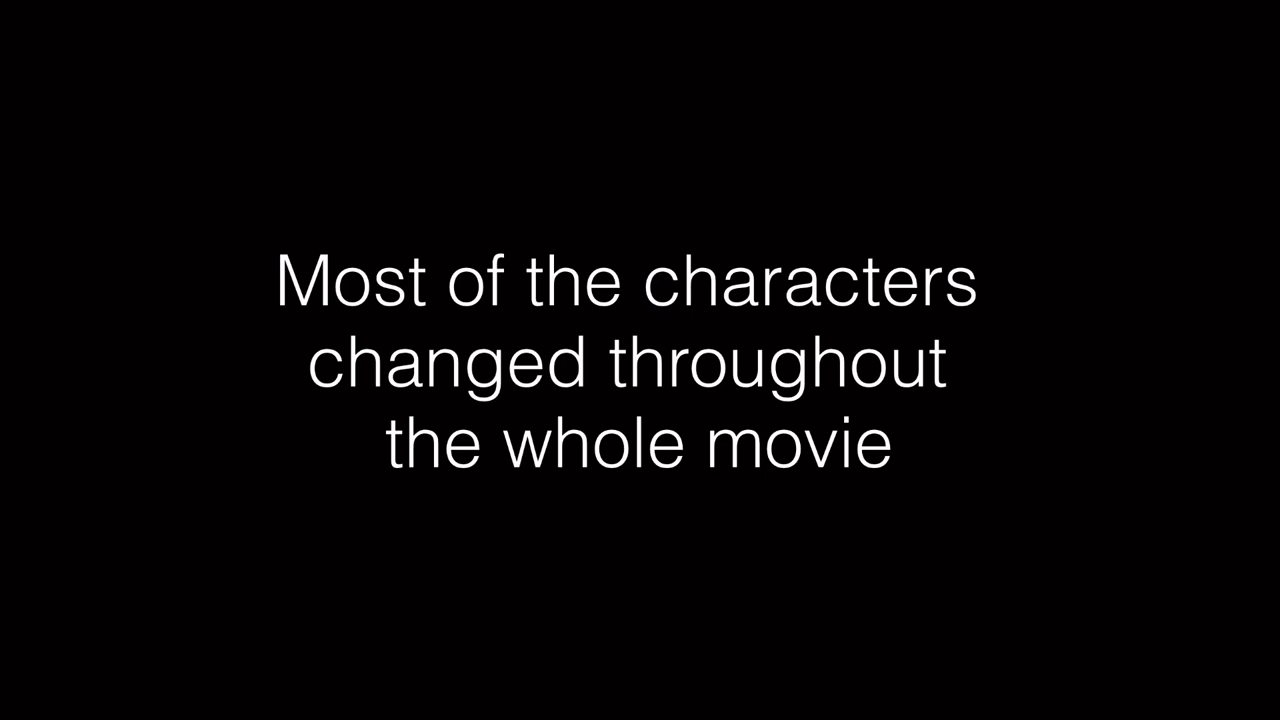 Most of the characters
changed throughout
the whole movie